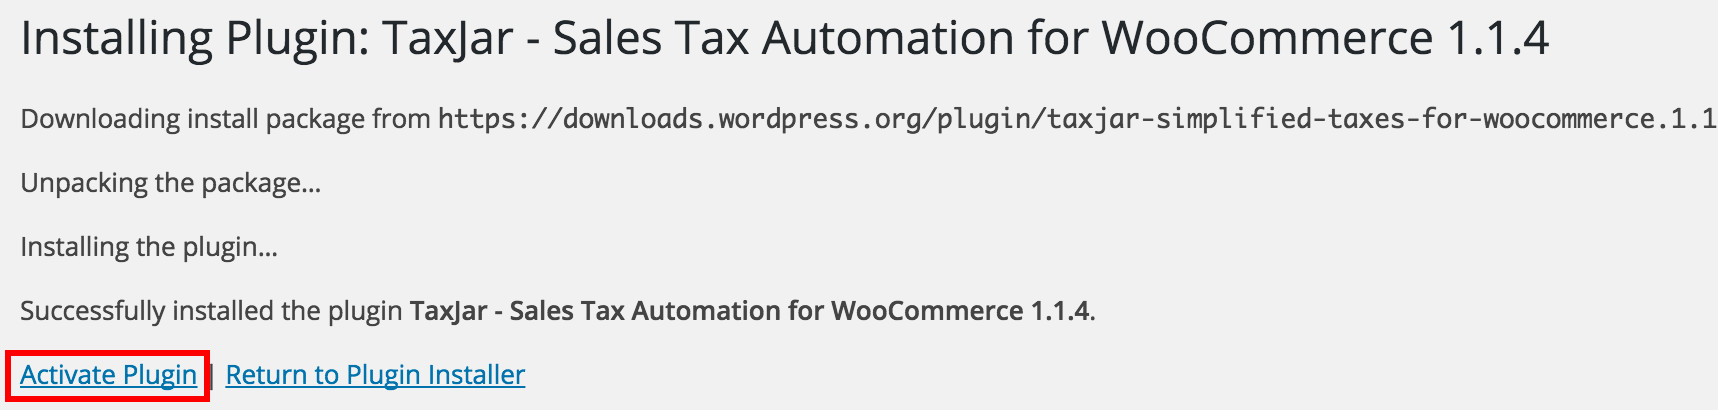 Installing Plugin: TaxJar - Sales Tax Automation for WooCommerce 1.1.4
Downloading install package from https://downloads.wordpress.org/plugin/taxjar-simplified-taxes-for-woocommerce.1.1
Unpacking the package...
Installing the plugin...
Successfully installed the plugin TaxJar - Sales Tax Automation for WooCommerce 1.1.4.
Activate Plugin | Return to Plugin Installer